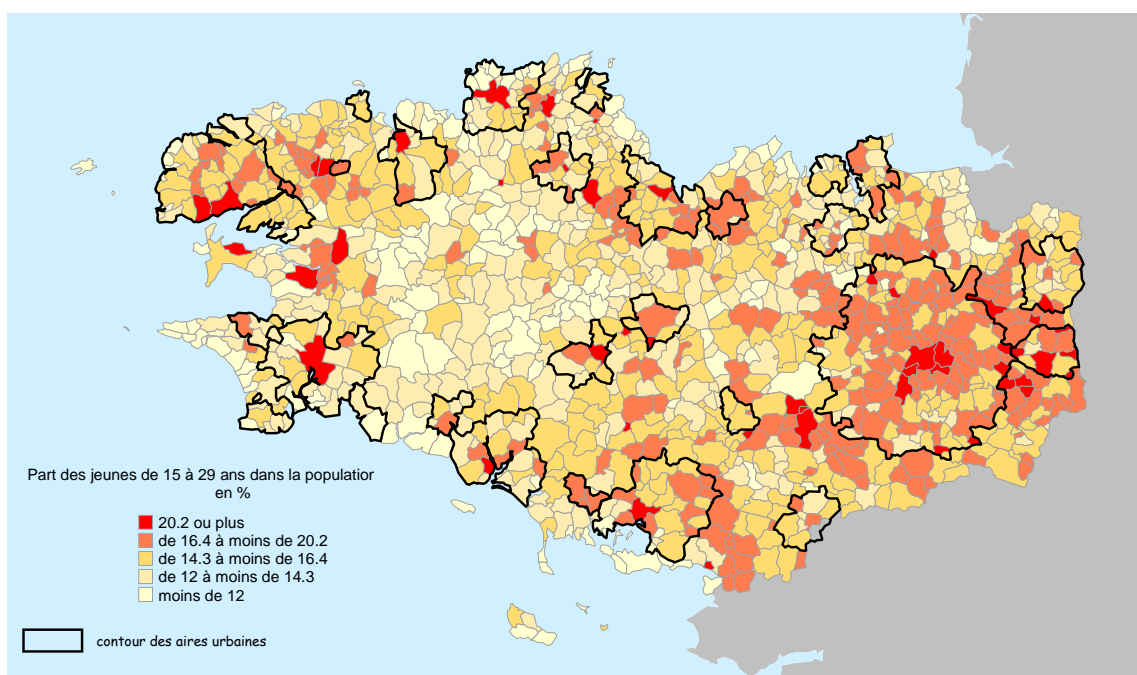 Part des jeunes de 15 à 29 ans dans la populatior
en %
20.2 ou plus
de 16.4 à moins de 20.2
de 14.3 à moins de 16.4
de 12 à moins de 14.3
moins de 12
contour des aires urbaines